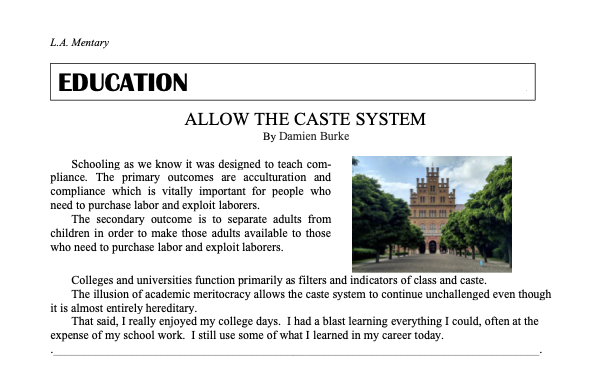 L.A. Mentary
EDUCATION
ALLOW THE CASTE SYSTEM
By Damien Burke
Schooling as we know it was designed to teach com-
pliance. The primary outcomes are acculturation and
compliance which is vitally important for people who
need to purchase labor and exploit laborers.
The secondary outcome is to separate adults from
children in order to make those adults available to those
who need to purchase labor and exploit laborers.
Colleges and universities function primarily as filters and indicators of class and caste.
The illusion of academic meritocracy allows the caste system to continue unchallenged even though
it is almost entirely hereditary.
That said, I really enjoyed my college days.  I had a blast learning everything I could, often at the
expense of my school work.  I still use some of what I learned in my career today.